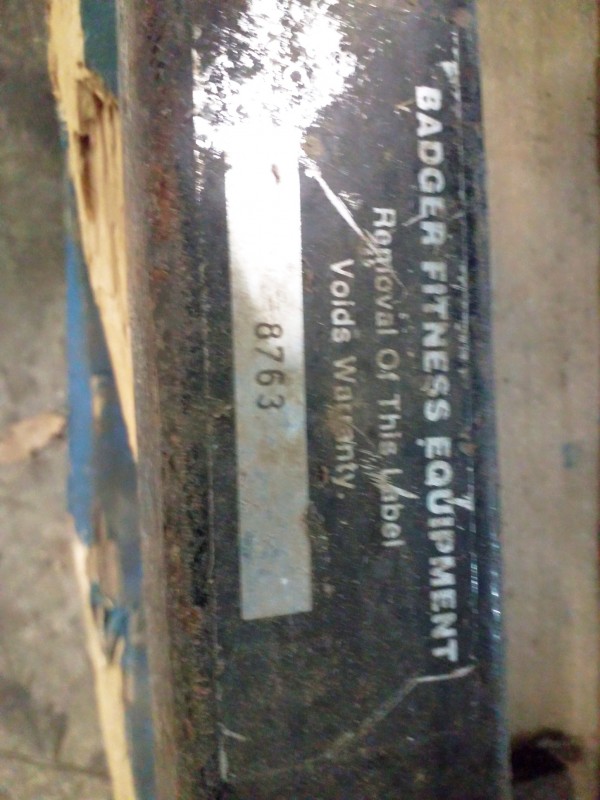 BADGER FITNESS EQUIPMENT
Removal Of This Label
Voids Warranty.
8763